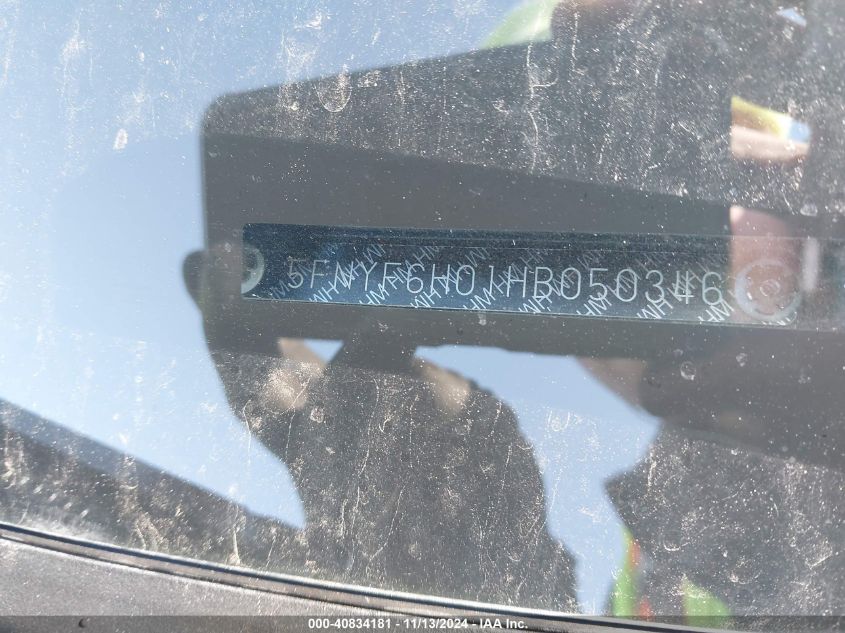 5FNYF6H01HB050346
000-40834181 - 11/13/2024 - IAA Inc.